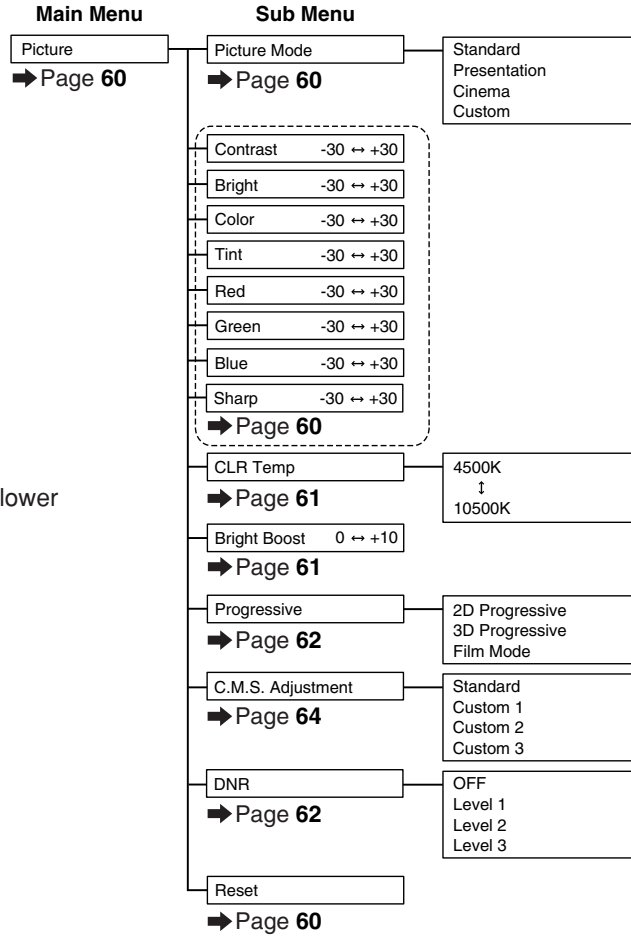 Main Menu Sub Menu
Picture
➡ Page 60
Picture Mode
➡ Page 60
Standard
Presentation
Cinema
Custom
Contrast -30 ↔ +30
Bright -30 ↔ +30
Color -30 ↔ +30
Tint -30 ↔ +30
Red -30 ↔ +30
Green -30 ↔ +30
Blue -30 ↔ +30
Sharp -30 ↔ +30
➡ Page 60
lower
CLR Temp
➡ Page 61
4500K
↕
10500K
Bright Boost 0 ↔ +10
➡ Page 61
Progressive
➡ Page 62
2D Progressive
3D Progressive
Film Mode
C.M.S. Adjustment
➡ Page 64
Standard
Custom 1
Custom 2
Custom 3
DNR
➡ Page 62
OFF
Level 1
Level 2
Level 3
Reset
➡ Page 60